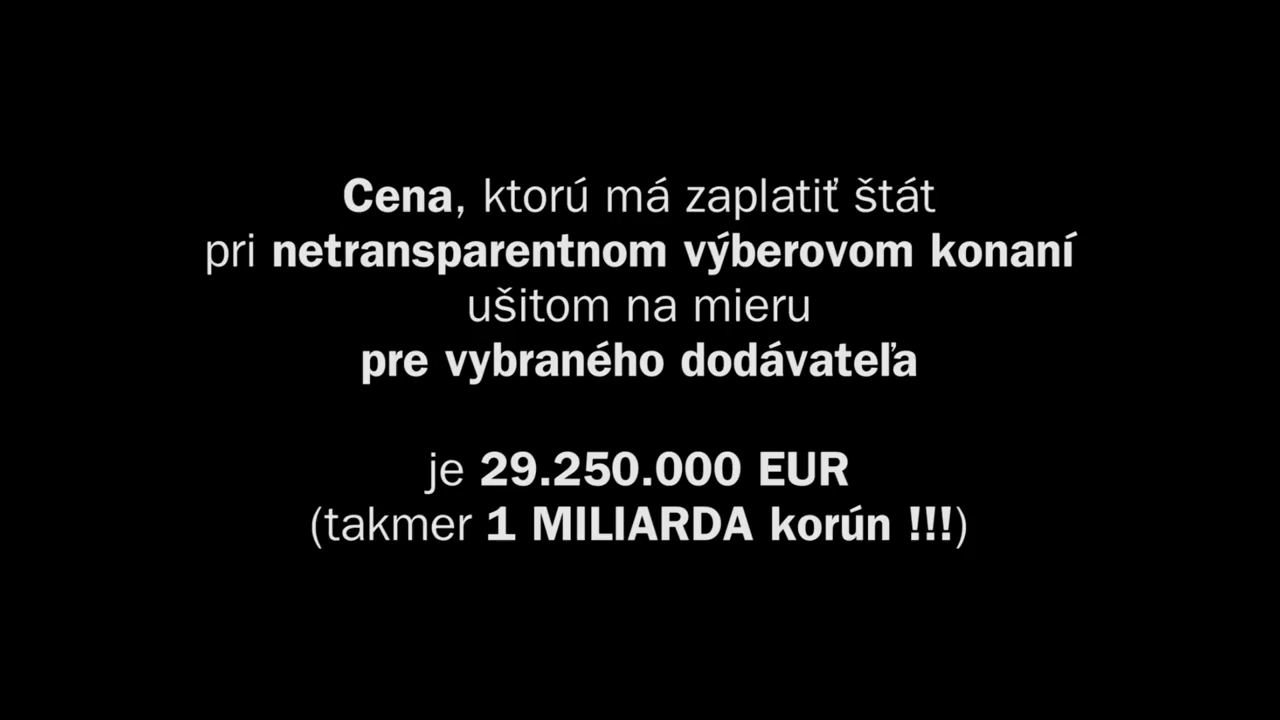 Cena, ktorú má zaplatiť štát
pri netransparentnom výberovom konaní
ušitom na mieru
pre vybraného dodávateľa
je 29.250.000 EUR
(takmer 1 MILIARDA korún !!!)